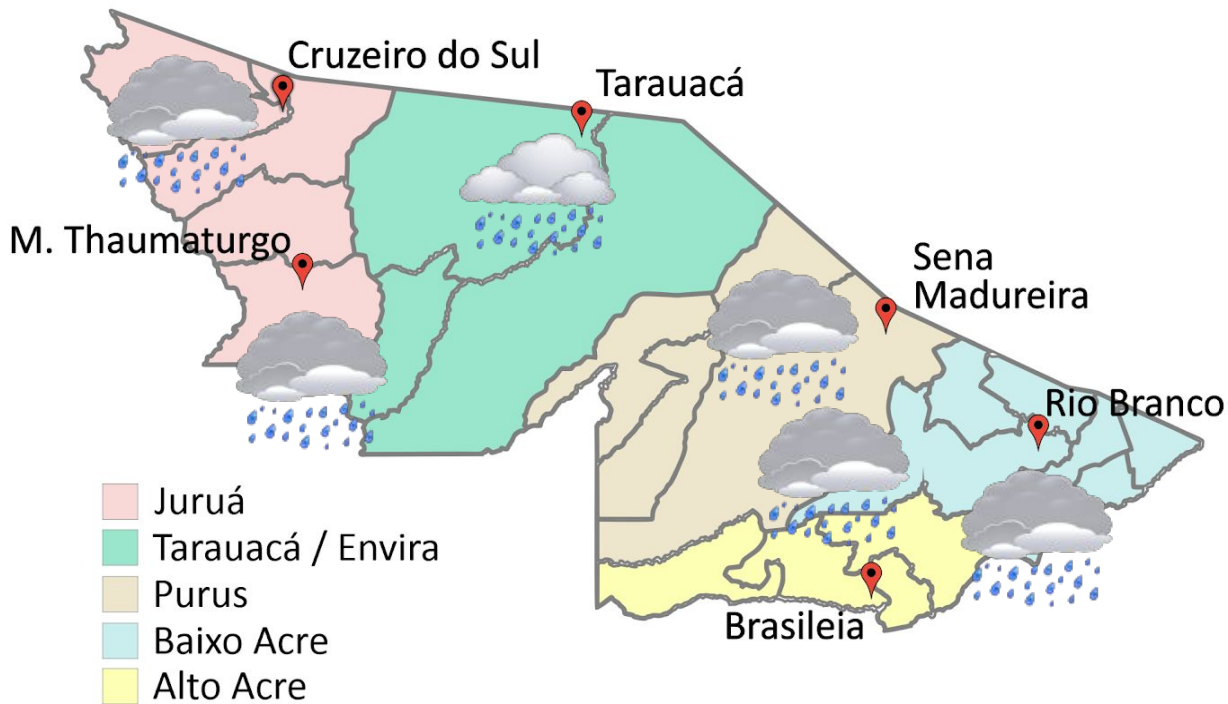 Cruzeiro do Sul
Tarauacá
M. Thaumaturgo
Sena
Madureira
Rio Branco
Brasileia
Juruá
Tarauacá / Envira
Purus
Baixo Acre
Alto Acre